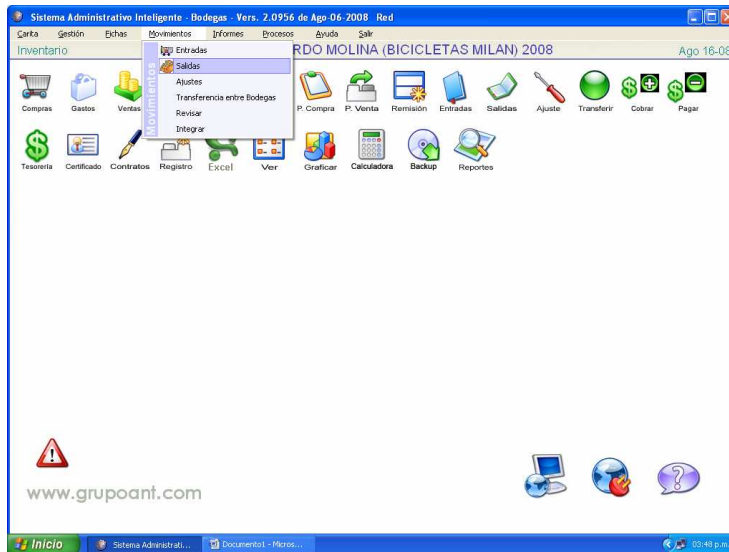 Sistema Administrativo Inteligente - Bodegas - Vers. 2.0956 de Ago-06-2008 Red
Carita Gestión Fichas Movimientos Informes Procesos Ayuda Salir
Inventario RDO MOLINA (BICICLETAS MILAN) 2008 Ago 16-08
Movimientos
Entradas
Salidas
Ajustes
Transferencia entre Bodegas
Revisar
Integrar
Compras Gastos Ventas P. Compra P. Venta Remisión Entradas Salidas Ajuste Transferir Cobrar Pagar
Tesorería Certificado Contratos Registro Excel Ver Graficar Calculadora Backup Reportes
www.grupoant.com
Inicio Sistema Administrati... Documento1 - Micros... 03:48 p.m.